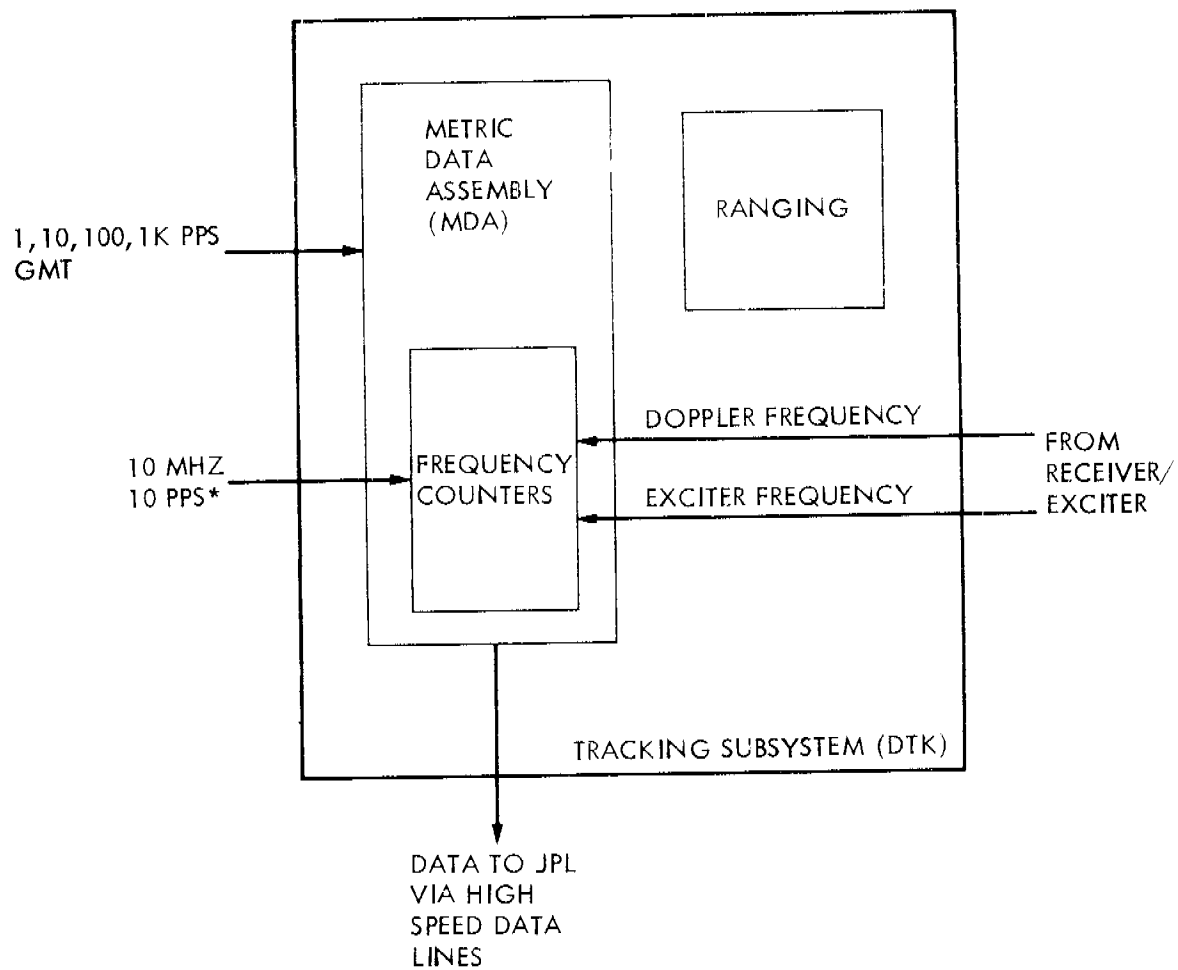 METRIC
DATA
ASSEMBLY
(MDA)
RANGING
1,10,100,1K PPS
GMT
DOPPLER FREQUENCY
10 MHZ
10 PPS*
FREQUENCY
COUNTERS
EXCITER FREQUENCY
FROM
RECEIVER/
EXCITER
TRACKING SUBSYSTEM (DTK)
DATA TO JPL
VIA HIGH
SPEED DATA
LINES